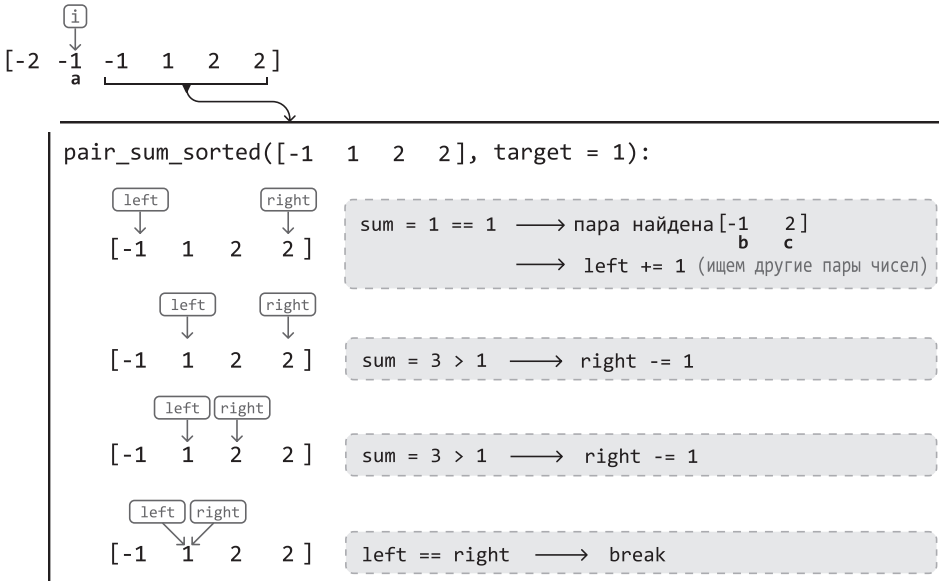 i
[-2 -1 -1 1 2 2]
a
pair_sum_sorted([-1 1 2 2], target = 1):
left right
[-1 1 2 2]
sum = 1 == 1 ⟶ пара найдена [-1 2]
b c
⟶ left += 1 (ищем другие пары чисел)
left right
[-1 1 2 2]
sum = 3 > 1 ⟶ right -= 1
left right
[-1 1 2 2]
sum = 3 > 1 ⟶ right -= 1
left right
[-1 1 2 2]
left == right ⟶ break